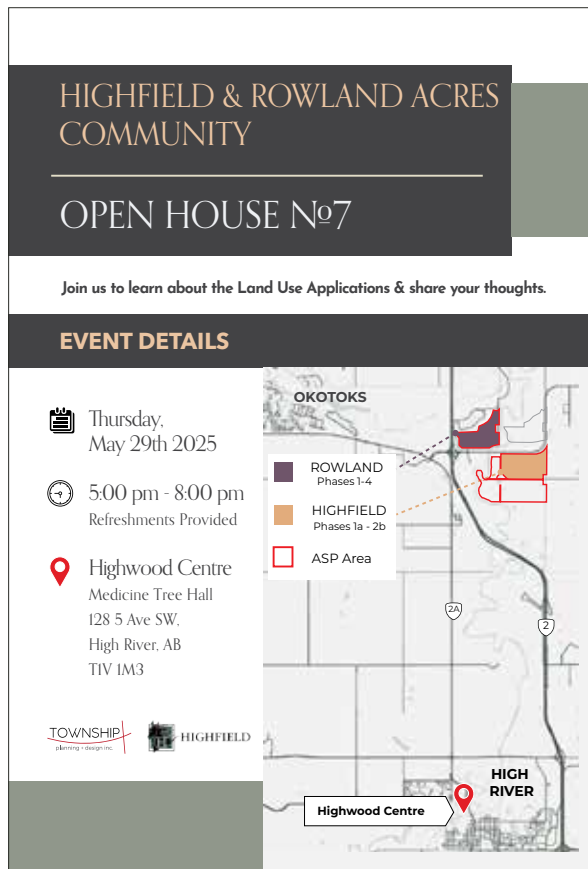 HIGHFIELD & ROWLAND ACRES
COMMUNITY
OPEN HOUSE №7
Join us to learn about the Land Use Applications & share your thoughts.
EVENT DETAILS
Thursday,
May 29th 2025
5:00 pm - 8:00 pm
Refreshments Provided
Highwood Centre
Medicine Tree Hall
128 5 Ave SW,
High River, AB
T1V 1M3
TOWNSHIP
planning + design inc.
HIGHFIELD
OKOTOKS
ROWLAND
Phases 1-4
HIGHFIELD
Phases 1a - 2b
ASP Area
2A
2
HIGH
RIVER
Highwood Centre